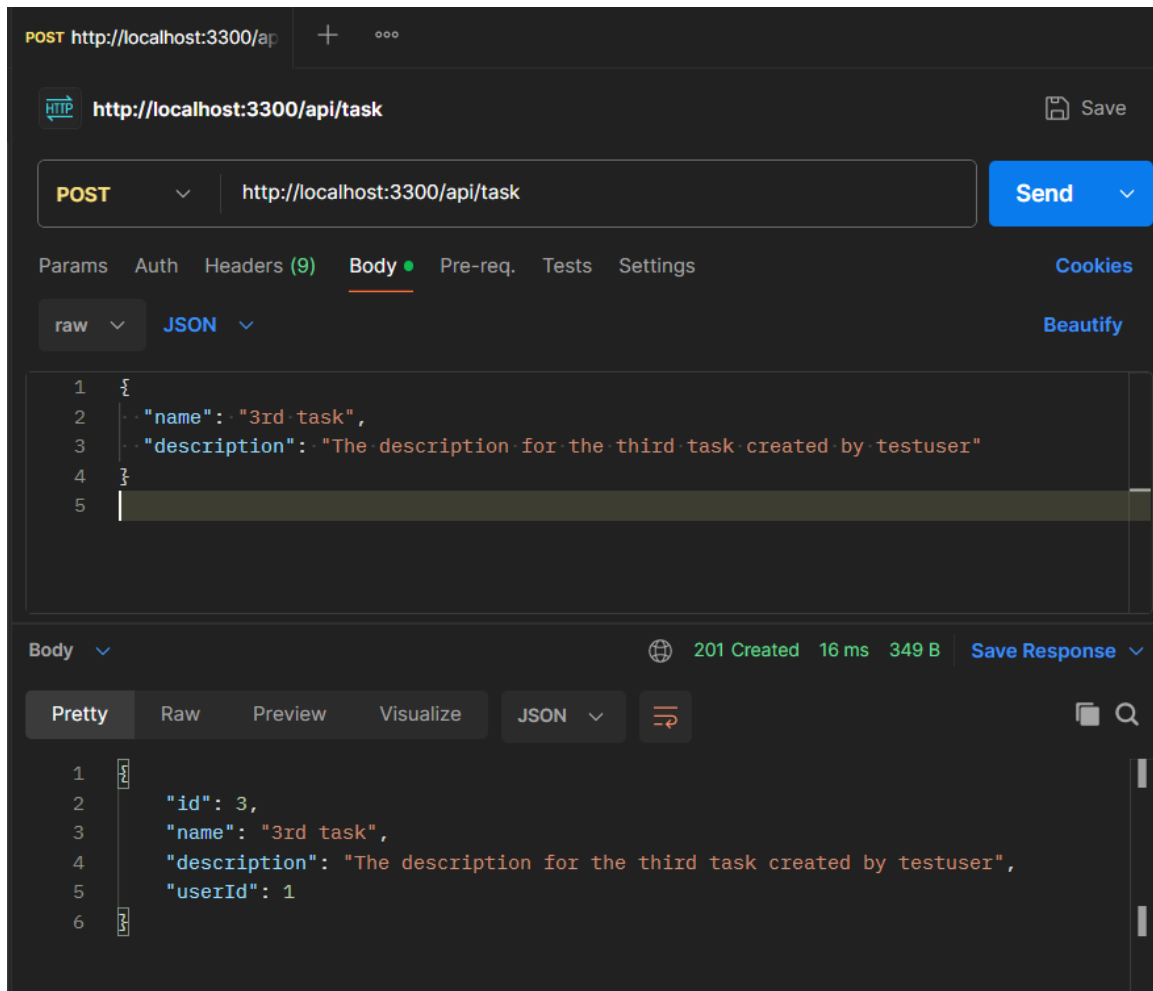 POST http://localhost:3300/ap
HTTP http://localhost:3300/api/task Save
POST http://localhost:3300/api/task Send
Params Auth Headers (9) Body Pre-req. Tests Settings Cookies
raw JSON Beautify
1 {
2 "name": "3rd task",
3 "description": "The description for the third task created by testuser"
4 }
5
Body 201 Created 16 ms 349 B Save Response
Pretty Raw Preview Visualize JSON
1 {
2 "id": 3,
3 "name": "3rd task",
4 "description": "The description for the third task created by testuser",
5 "userId": 1
6 }